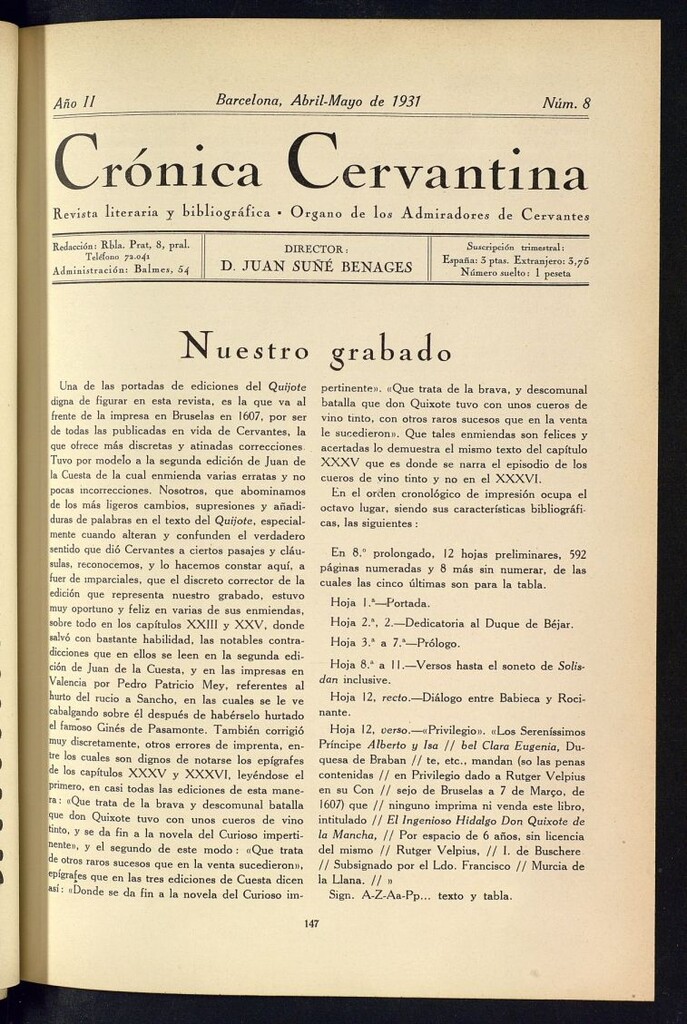 Año II
Barcelona, Abril-Mayo de 1931
Núm. 8
Crónica Cervantina
Revista literaria y bibliográfica • Organo de los Admiradores de Cervantes
Redacción: Rbla. Prat, 8, pral.
Teléfono 72.041
Administración: Balmes, 54
DIRECTOR:
D. JUAN SUÑÉ BENAGES
Suscripción trimestral:
España: 3 ptas. Extranjero: 3,75
Número suelto: 1 peseta
Nuestro grabado
Una de las portadas de ediciones del Quijote
digna de figurar en esta revista, es la que va al
frente de la impresa en Bruselas en 1607, por ser
de todas las publicadas en vida de Cervantes, la
que ofrece más discretas y atinadas correcciones.
Tuvo por modelo a la segunda edición de Juan de
la Cuesta de la cual enmienda varias erratas y no
pocas incorrecciones. Nosotros, que abominamos
de los más ligeros cambios, supresiones y añadi-
duras de palabras en el texto del Quijote, especial-
mente cuando alteran y confunden el verdadero
sentido que dió Cervantes a ciertos pasajes y cláu-
sulas, reconocemos, y lo hacemos constar aquí, a
fuer de imparciales, que el discreto corrector de la
edición que representa nuestro grabado, estuvo
muy oportuno y feliz en varias de sus enmiendas,
sobre todo en los capítulos XXIII y XXV, donde
salvó con bastante habilidad, las notables contra-
dicciones que en ellos se leen en la segunda edi-
ción de Juan de la Cuesta, y en las impresas en
Valencia por Pedro Patricio Mey, referentes al
hurto del rucio a Sancho, en las cuales se le ve
cabalgando sobre él después de habérselo hurtado
el famoso Ginés de Pasamonte. También corrigió
muy discretamente, otros errores de imprenta, en-
tre los cuales son dignos de notarse los epígrafes
de los capítulos XXXV y XXXVI, leyéndose el
primero, en casi todas las ediciones de esta mane-
ra: «Que trata de la brava y descomunal batalla
que don Quixote tuvo con unos cueros de vino
tinto, y se da fin a la novela del Curioso imperti-
nente», y el segundo de este modo: «Que trata
de otros raros sucesos que en la venta sucedieron»,
epígrafes que en las tres ediciones de Cuesta dicen
así: «Donde se da fin a la novela del Curioso im-
pertinente». «Que trata de la brava, y descomunal
batalla que don Quixote tuvo con unos cueros de
vino tinto, con otros raros sucesos que en la venta
le sucedieron». Que tales enmiendas son felices y
acertadas lo demuestra el mismo texto del capítulo
XXXV que es donde se narra el episodio de los
cueros de vino tinto y no en el XXXVI.
En el orden cronológico de impresión ocupa el
octavo lugar, siendo sus características bibliográfi-
cas, las siguientes:
En 8.º prolongado, 12 hojas preliminares, 592
páginas numeradas y 8 más sin numerar, de las
cuales las cinco últimas son para la tabla.
Hoja 1.ª—Portada.
Hoja 2.ª, 2.—Dedicatoria al Duque de Béjar.
Hoja 3.ª a 7.ª—Prólogo.
Hoja 8.ª a 11.—Versos hasta el soneto de Solis-
dan inclusive.
Hoja 12, recto.—Diálogo entre Babieca y Roci-
nante.
Hoja 12, verso.—«Privilegio». «Los Sereníssimos
Príncipe Alberto y Isa // bel Clara Eugenia, Du-
quesa de Braban // te, etc., mandan (so las penas
contenidas // en Privilegio dado a Rutger Velpius
en su Con // sejo de Bruselas a 7 de Março, de
1607) que // ninguno imprima ni venda este libro,
intitulado // El Ingenioso Hidalgo Don Quixote de
la Mancha, // Por espacio de 6 años, sin licencia
del mismo // Rutger Velpius, // I. de Buschere
// Subsignado por el Ldo. Francisco // Murcia de
la Llana. // »
Sign. A-Z-Aa-Pp... texto y tabla.
147